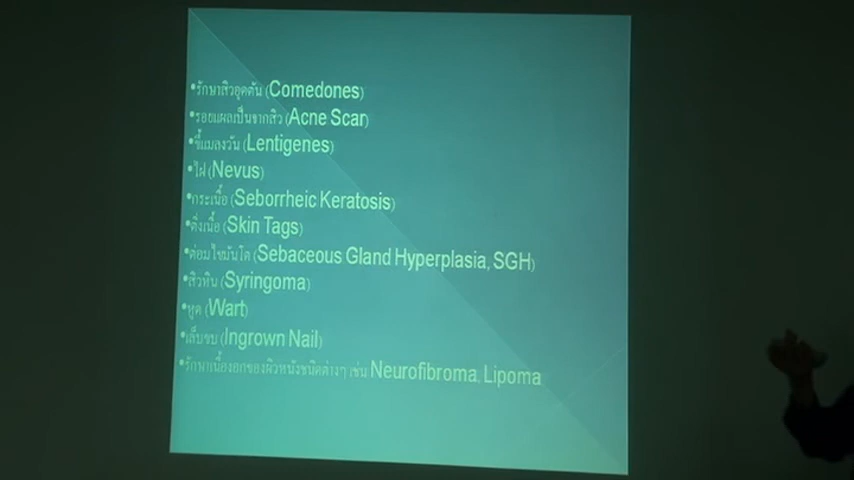 •รักษาสิวอุดตัน (Comedones)
•รอยแผลเป็นจากสิว (Acne Scar)
•ขี้แมลงวัน (Lentigenes)
•ไฝ (Nevus)
•กระเนื้อ (Seborrheic Keratosis)
•ติ่งเนื้อ (Skin Tags)
•ต่อมไขมันโต (Sebaceous Gland Hyperplasia, SGH)
•สิวหิน (Syringoma)
•หูด (Wart)
•เล็บขบ (Ingrown Nail)
•รักษาเนื้องอกของผิวหนังชนิดต่างๆ เช่น Neurofibroma, Lipoma